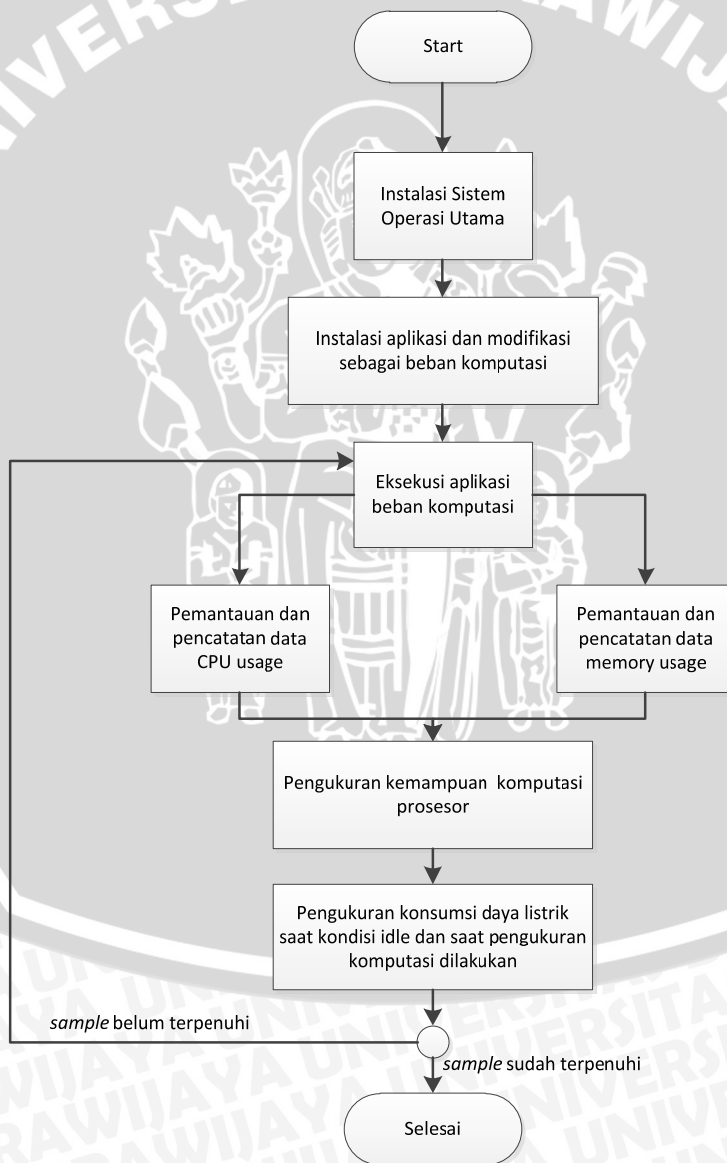 UNIVERSITAS BRAWIJAYA
Start
Instalasi Sistem
Operasi Utama
Instalasi aplikasi dan modifikasi
sebagai beban komputasi
Eksekusi aplikasi
beban komputasi
Pemantauan dan
pencatatan data
CPU usage
Pemantauan dan
pencatatan data
memory usage
Pengukuran kemampuan komputasi
prosesor
Pengukuran konsumsi daya listrik
saat kondisi idle dan saat pengukuran
komputasi dilakukan
sample belum terpenuhi
sample sudah terpenuhi
Selesai